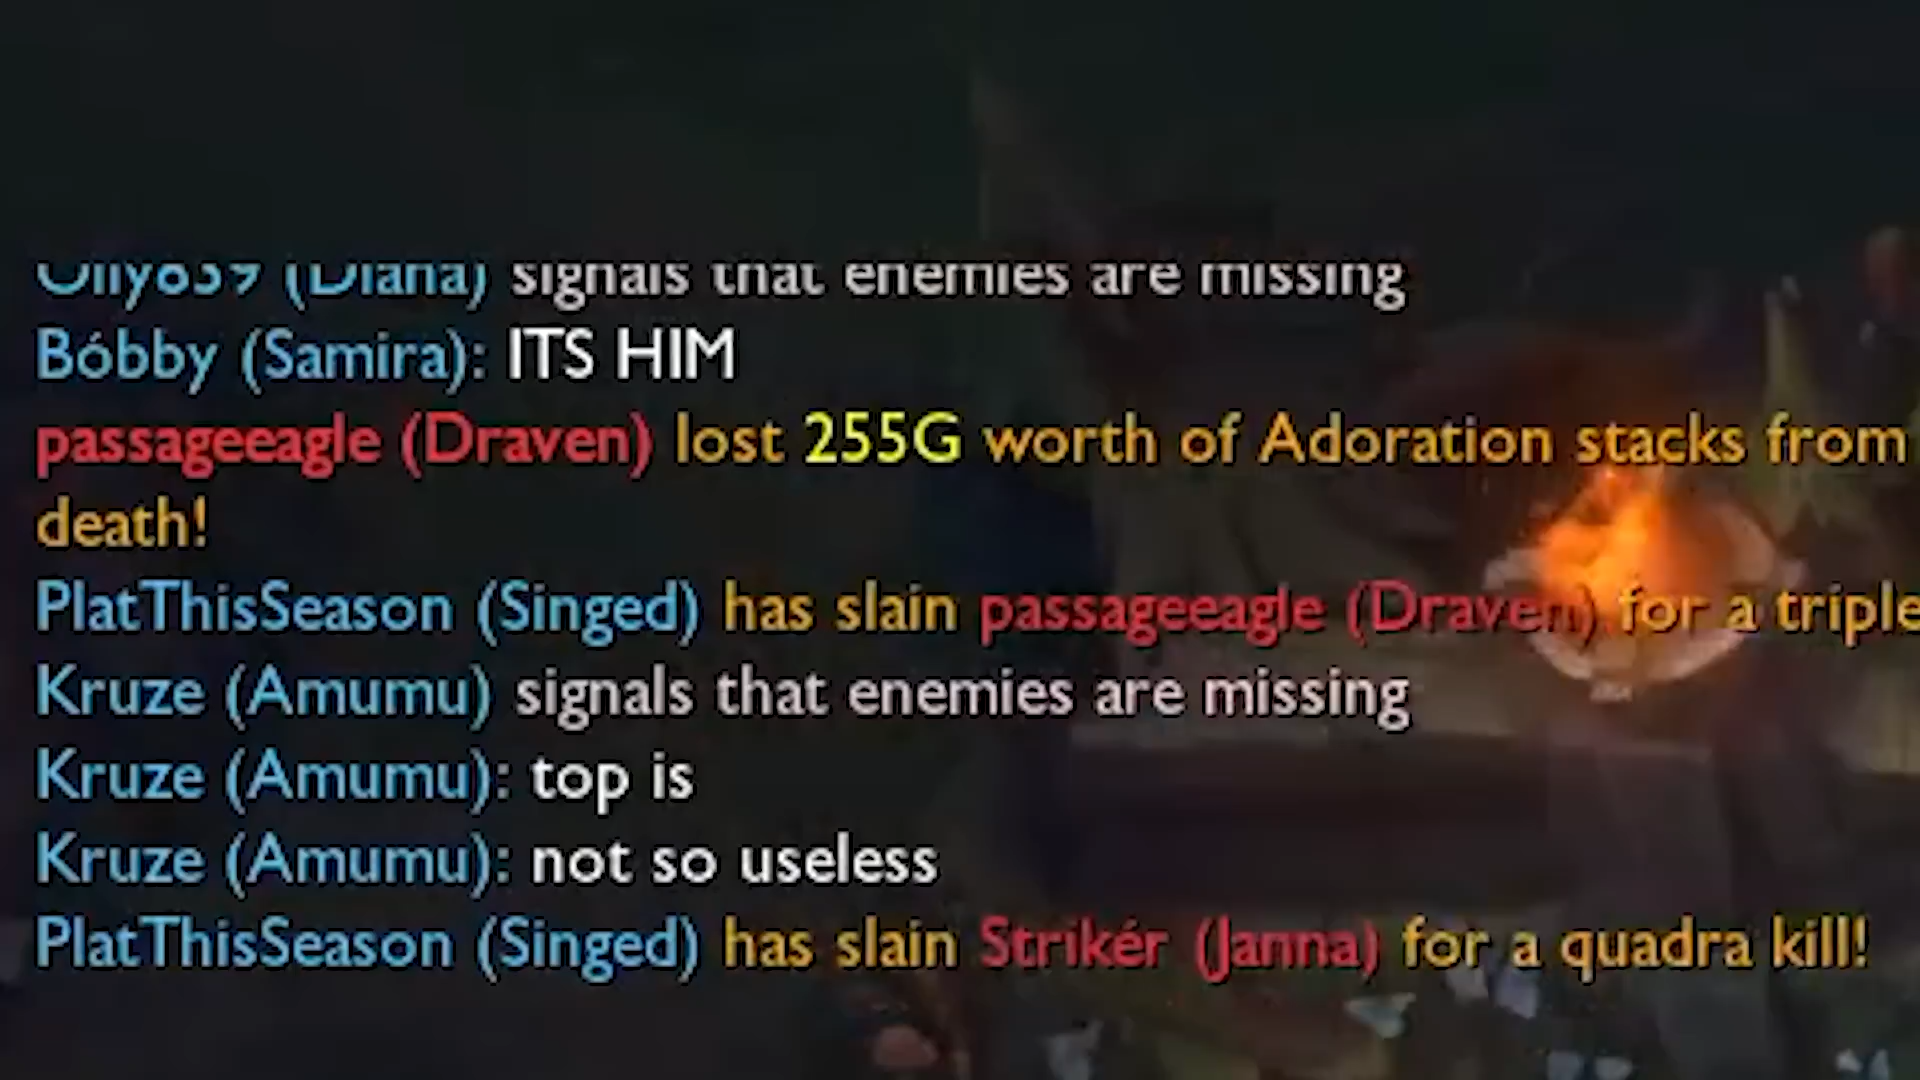 Olly839 (Diana) signals that enemies are missing
Bóbby (Samira): ITS HIM
passageeagle (Draven) lost 255G worth of Adoration stacks from
death!
PlatThisSeason (Singed) has slain passageeagle (Draven) for a triple
Kruze (Amumu) signals that enemies are missing
Kruze (Amumu): top is
Kruze (Amumu): not so useless
PlatThisSeason (Singed) has slain Strikér (Janna) for a quadra kill!